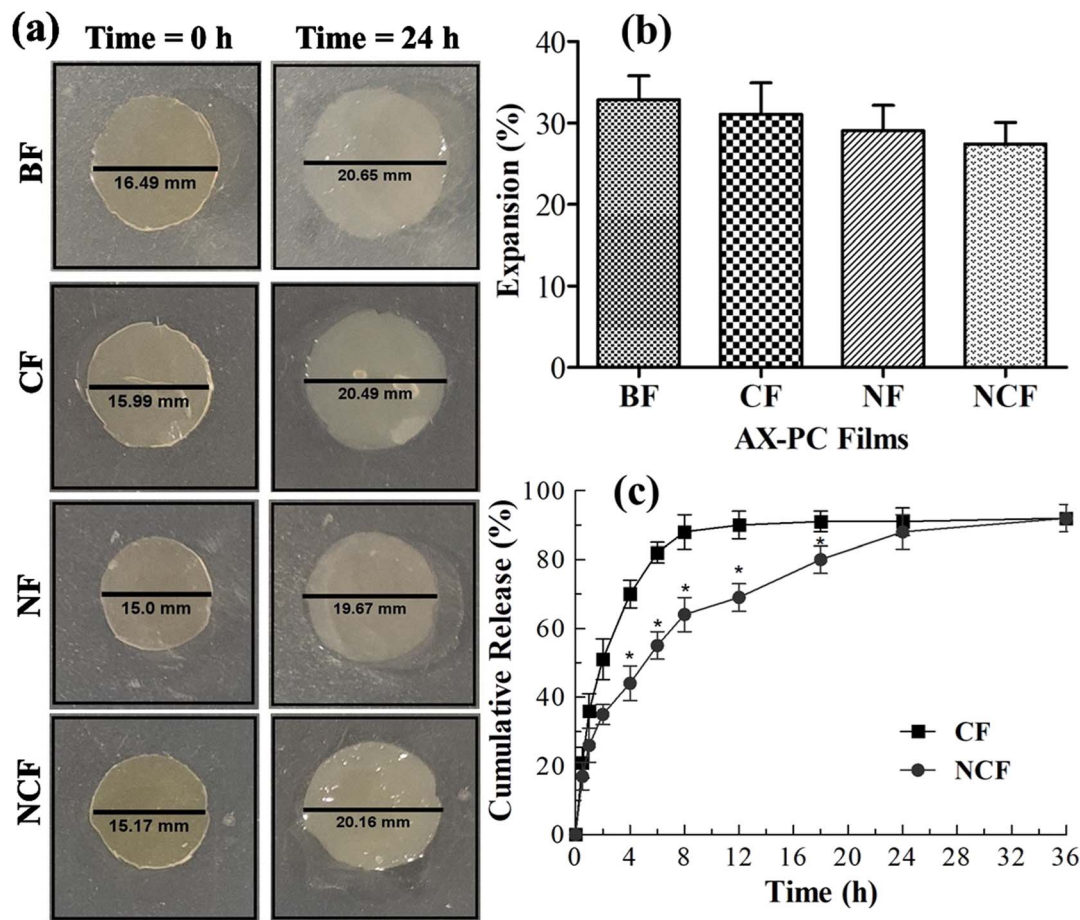 (a) Time = 0 h Time = 24 h
BF
16.49 mm
20.65 mm
CF
15.99 mm
20.49 mm
NF
15.0 mm
19.67 mm
NCF
15.17 mm
20.16 mm
(b)
Expansion (%)
40
30
20
10
0
BF CF NF NCF
AX-PC Films
(c)
Cumulative Release (%)
100
80
60
40
20
0
* * * * *
CF
NCF
0 4 8 12 16 20 24 28 32 36
Time (h)